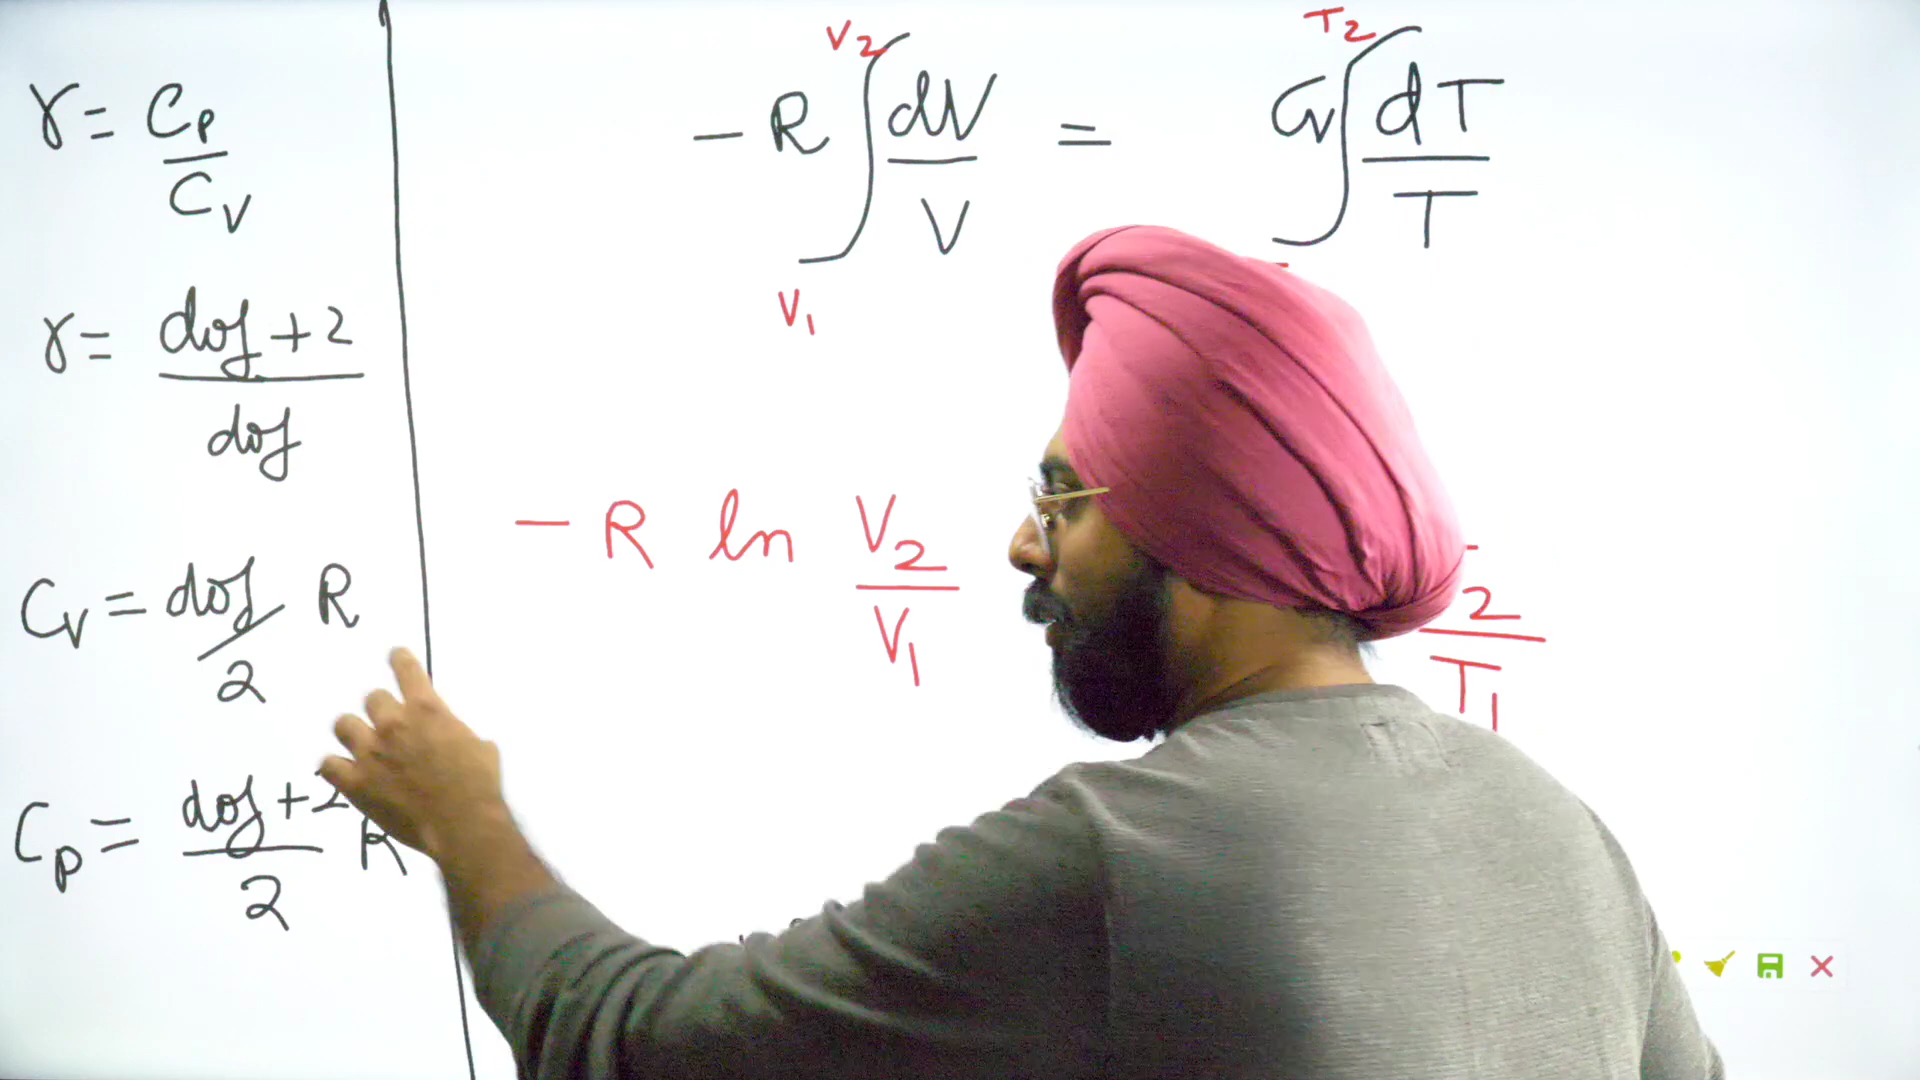 γ = Cp / Cv
γ = dof + 2 / dof
Cv = dof / 2 R
Cp = dof + 2 / 2 R
- R ∫ V2 V1 dV / V = Cv ∫ T2 dT / T
- R ln V2 / V1
2 / T1